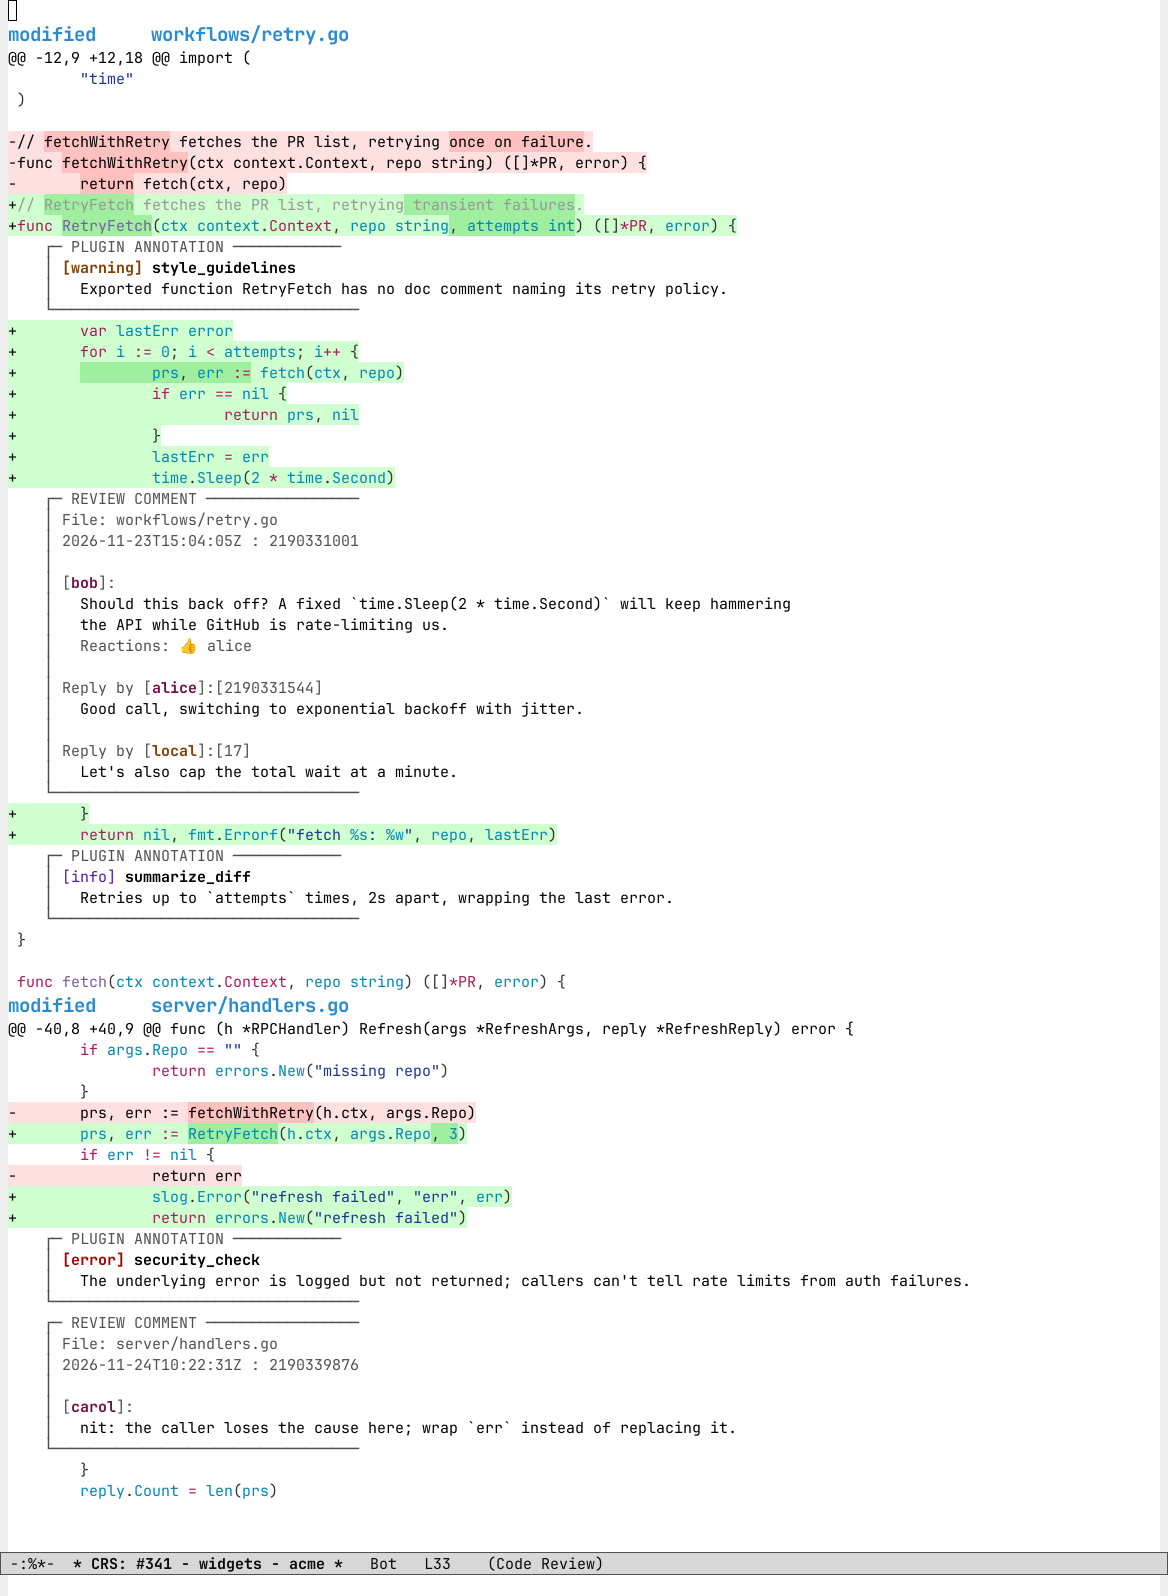 modified     workflows/retry.go
@@ -12,9 +12,18 @@ import (
        "time"
 )
-// fetchWithRetry fetches the PR list, retrying once on failure.
-func fetchWithRetry(ctx context.Context, repo string) ([]*PR, error) {
-       return fetch(ctx, repo)
+// RetryFetch fetches the PR list, retrying transient failures.
+func RetryFetch(ctx context.Context, repo string, attempts int) ([]*PR, error) {
    ┌─ PLUGIN ANNOTATION ────────────
    │ [warning] style_guidelines
    │   Exported function RetryFetch has no doc comment naming its retry policy.
    └──────────────────────────────────
+       var lastErr error
+       for i := 0; i < attempts; i++ {
+               prs, err := fetch(ctx, repo)
+               if err == nil {
+                       return prs, nil
+               }
+               lastErr = err
+               time.Sleep(2 * time.Second)
    ┌─ REVIEW COMMENT ─────────────────
    │ File: workflows/retry.go
    │ 2026-11-23T15:04:05Z : 2190331001
    │
    │ [bob]:
    │   Should this back off? A fixed `time.Sleep(2 * time.Second)` will keep hammering
    │   the API while GitHub is rate-limiting us.
    │   Reactions: 👍 alice
    │
    │ Reply by [alice]:[2190331544]
    │   Good call, switching to exponential backoff with jitter.
    │
    │ Reply by [local]:[17]
    │   Let's also cap the total wait at a minute.
    └──────────────────────────────────
+       }
+       return nil, fmt.Errorf("fetch %s: %w", repo, lastErr)
    ┌─ PLUGIN ANNOTATION ────────────
    │ [info] summarize_diff
    │   Retries up to `attempts` times, 2s apart, wrapping the last error.
    └──────────────────────────────────
 }
 func fetch(ctx context.Context, repo string) ([]*PR, error) {
modified     server/handlers.go
@@ -40,8 +40,9 @@ func (h *RPCHandler) Refresh(args *RefreshArgs, reply *RefreshReply) error {
        if args.Repo == "" {
                return errors.New("missing repo")
        }
-       prs, err := fetchWithRetry(h.ctx, args.Repo)
+       prs, err := RetryFetch(h.ctx, args.Repo, 3)
        if err != nil {
-               return err
+               slog.Error("refresh failed", "err", err)
+               return errors.New("refresh failed")
    ┌─ PLUGIN ANNOTATION ────────────
    │ [error] security_check
    │   The underlying error is logged but not returned; callers can't tell rate limits from auth failures.
    └──────────────────────────────────
    ┌─ REVIEW COMMENT ─────────────────
    │ File: server/handlers.go
    │ 2026-11-24T10:22:31Z : 2190339876
    │
    │ [carol]:
    │   nit: the caller loses the cause here; wrap `err` instead of replacing it.
    └──────────────────────────────────
        }
        reply.Count = len(prs)
-:%*-  * CRS: #341 - widgets - acme *   Bot   L33    (Code Review)